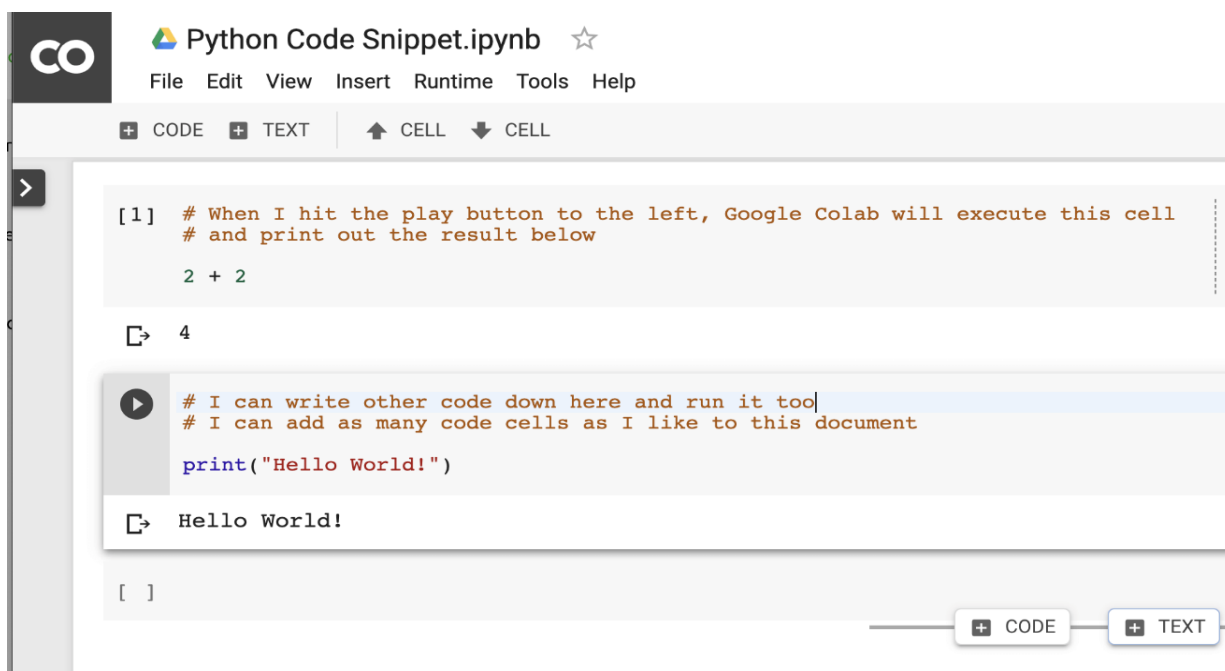 CO
Python Code Snippet.ipynb
File Edit View Insert Runtime Tools Help
CODE TEXT CELL CELL
[1] # When I hit the play button to the left, Google Colab will execute this cell
# and print out the result below
2 + 2
4
# I can write other code down here and run it too
# I can add as many code cells as I like to this document
print("Hello World!")
Hello World!
[ ]
CODE TEXT